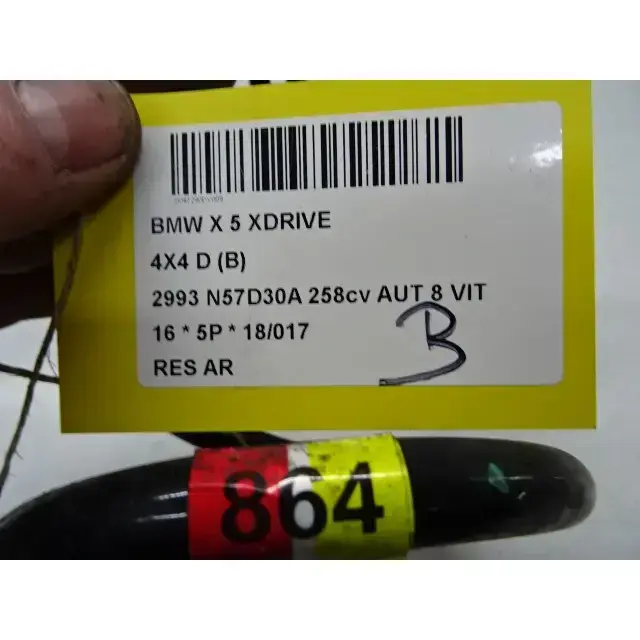 BMW X 5 XDRIVE
4X4 D (B)
2993 N57D30A 258cv AUT 8 VIT
16 * 5P * 18/017
RES AR
B
864